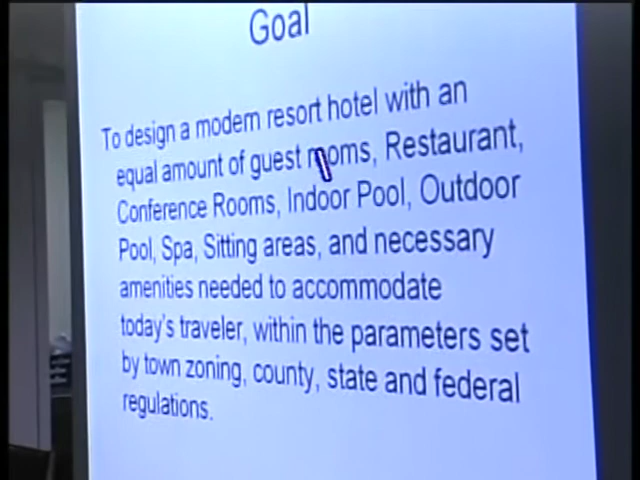 Goal
To design a modern resort hotel with an
equal amount of guest rooms, Restaurant,
Conference Rooms, Indoor Pool, Outdoor
Pool, Spa, Sitting areas, and necessary
amenities needed to accommodate
today's traveler, within the parameters set
by town zoning, county, state and federal
regulations.